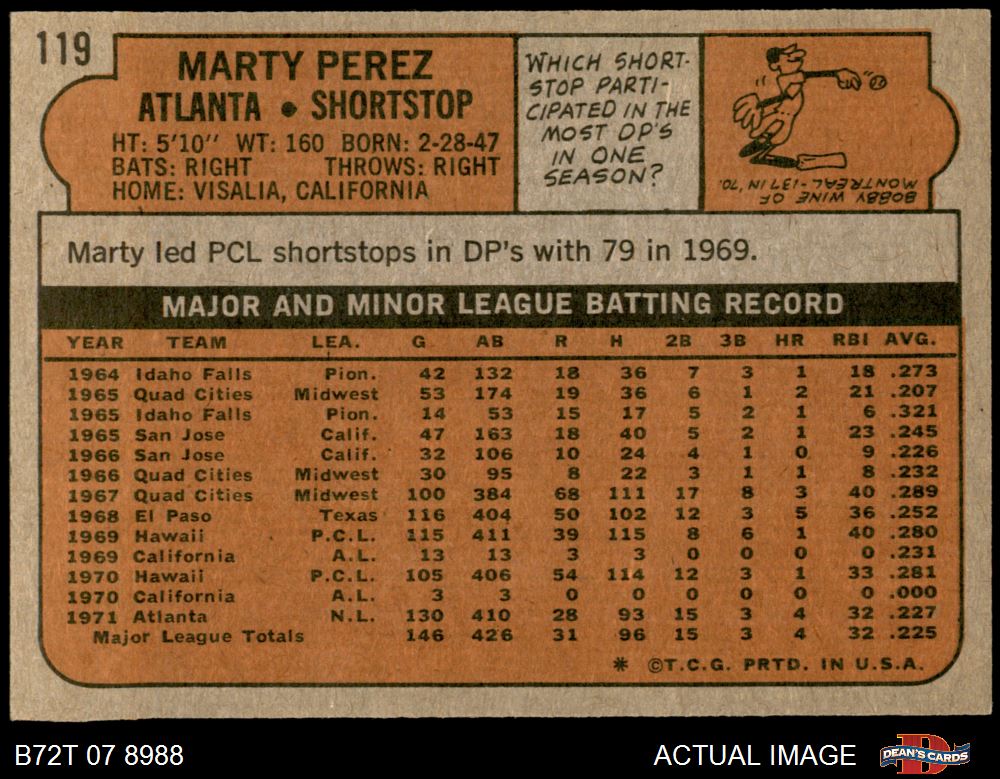 119
MARTY PEREZ
ATLANTA • SHORTSTOP
HT: 5'10" WT: 160 BORN: 2-28-47
BATS: RIGHT THROWS: RIGHT
HOME: VISALIA, CALIFORNIA
WHICH SHORT-
STOP PARTI-
CIPATED IN THE
MOST DP'S
IN ONE
SEASON?
BOBBY WINE OF
MONTREAL-137 IN '70.
Marty led PCL shortstops in DP's with 79 in 1969.
MAJOR AND MINOR LEAGUE BATTING RECORD
YEAR TEAM LEA. G AB R H 2B 3B HR RBI AVG.
1964 Idaho Falls Pion. 42 132 18 36 7 3 1 18 .273
1965 Quad Cities Midwest 53 174 19 36 6 1 2 21 .207
1965 Idaho Falls Pion. 14 53 15 17 5 2 1 6 .321
1965 San Jose Calif. 47 163 18 40 5 2 1 23 .245
1966 San Jose Calif. 32 106 10 24 4 1 0 9 .226
1966 Quad Cities Midwest 30 95 8 22 3 1 1 8 .232
1967 Quad Cities Midwest 100 384 68 111 17 8 3 40 .289
1968 El Paso Texas 116 404 50 102 12 3 5 36 .252
1969 Hawaii P.C.L. 115 411 39 115 8 6 1 40 .280
1969 California A.L. 13 13 3 3 0 0 0 0 .231
1970 Hawaii P.C.L. 105 406 54 114 12 3 1 33 .281
1970 California A.L. 3 3 0 0 0 0 0 0 .000
1971 Atlanta N.L. 130 410 28 93 15 3 4 32 .227
Major League Totals 146 426 31 96 15 3 4 32 .225
* ©T.C.G. PRTD. IN U.S.A.
B72T 07 8988 ACTUAL IMAGE DEAN'S CARDS